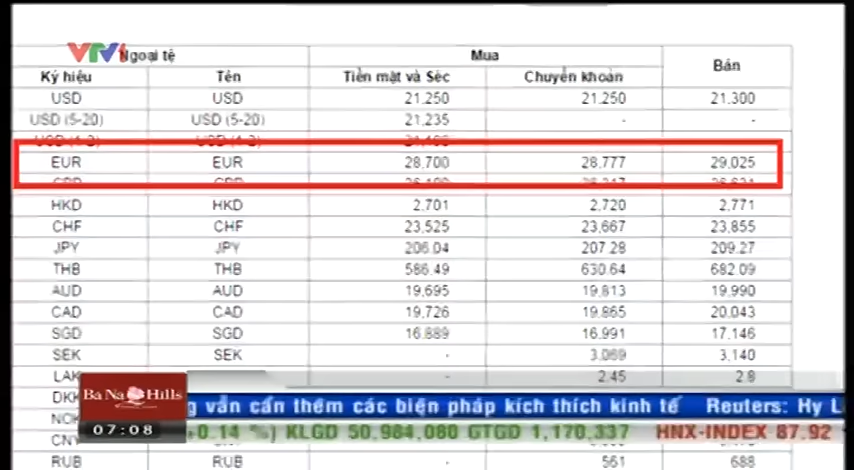 VTV1
Ngoại tệ Mua Bán
Ký hiệu Tên Tiền mặt và Séc Chuyển khoản
USD USD 21,250 21,250 21,300
USD (5-20) USD (5-20) 21,235 - -
USD USD
EUR EUR 28,700 28,777 29,025
HKD HKD 2,701 2,720 2,771
CHF CHF 23,525 23,667 23,855
JPY JPY 206.04 207.28 209.27
THB THB 586.49 630.64 682.09
AUD AUD 19,695 19,813 19,990
CAD CAD 19,726 19,865 20,043
SGD SGD 16,889 16,991 17,146
SEK SEK - 3,069 3,140
LAK - 2.45 2.8
DKK
NOK
CNY
RUB RUB - 561 688
Ba Na Hills
07:08
g vẫn cần thêm các biện pháp kích thích kinh tế Reuters: Hy L
+0.14 %) KLGD 50,984,080 GTGD 1,170,337 HNX-INDEX 87.92